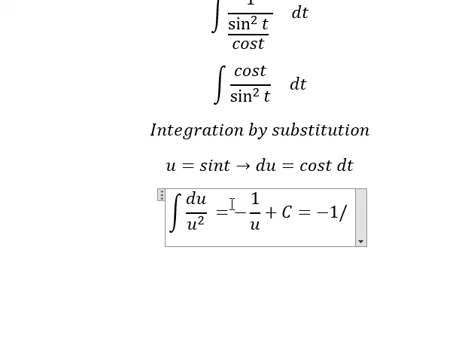 ∫ 1/(sin² t/cost) dt
∫ cost/sin² t dt
Integration by substitution
u = sint → du = cost dt
∫ du/u² = −1/u + C = −1/